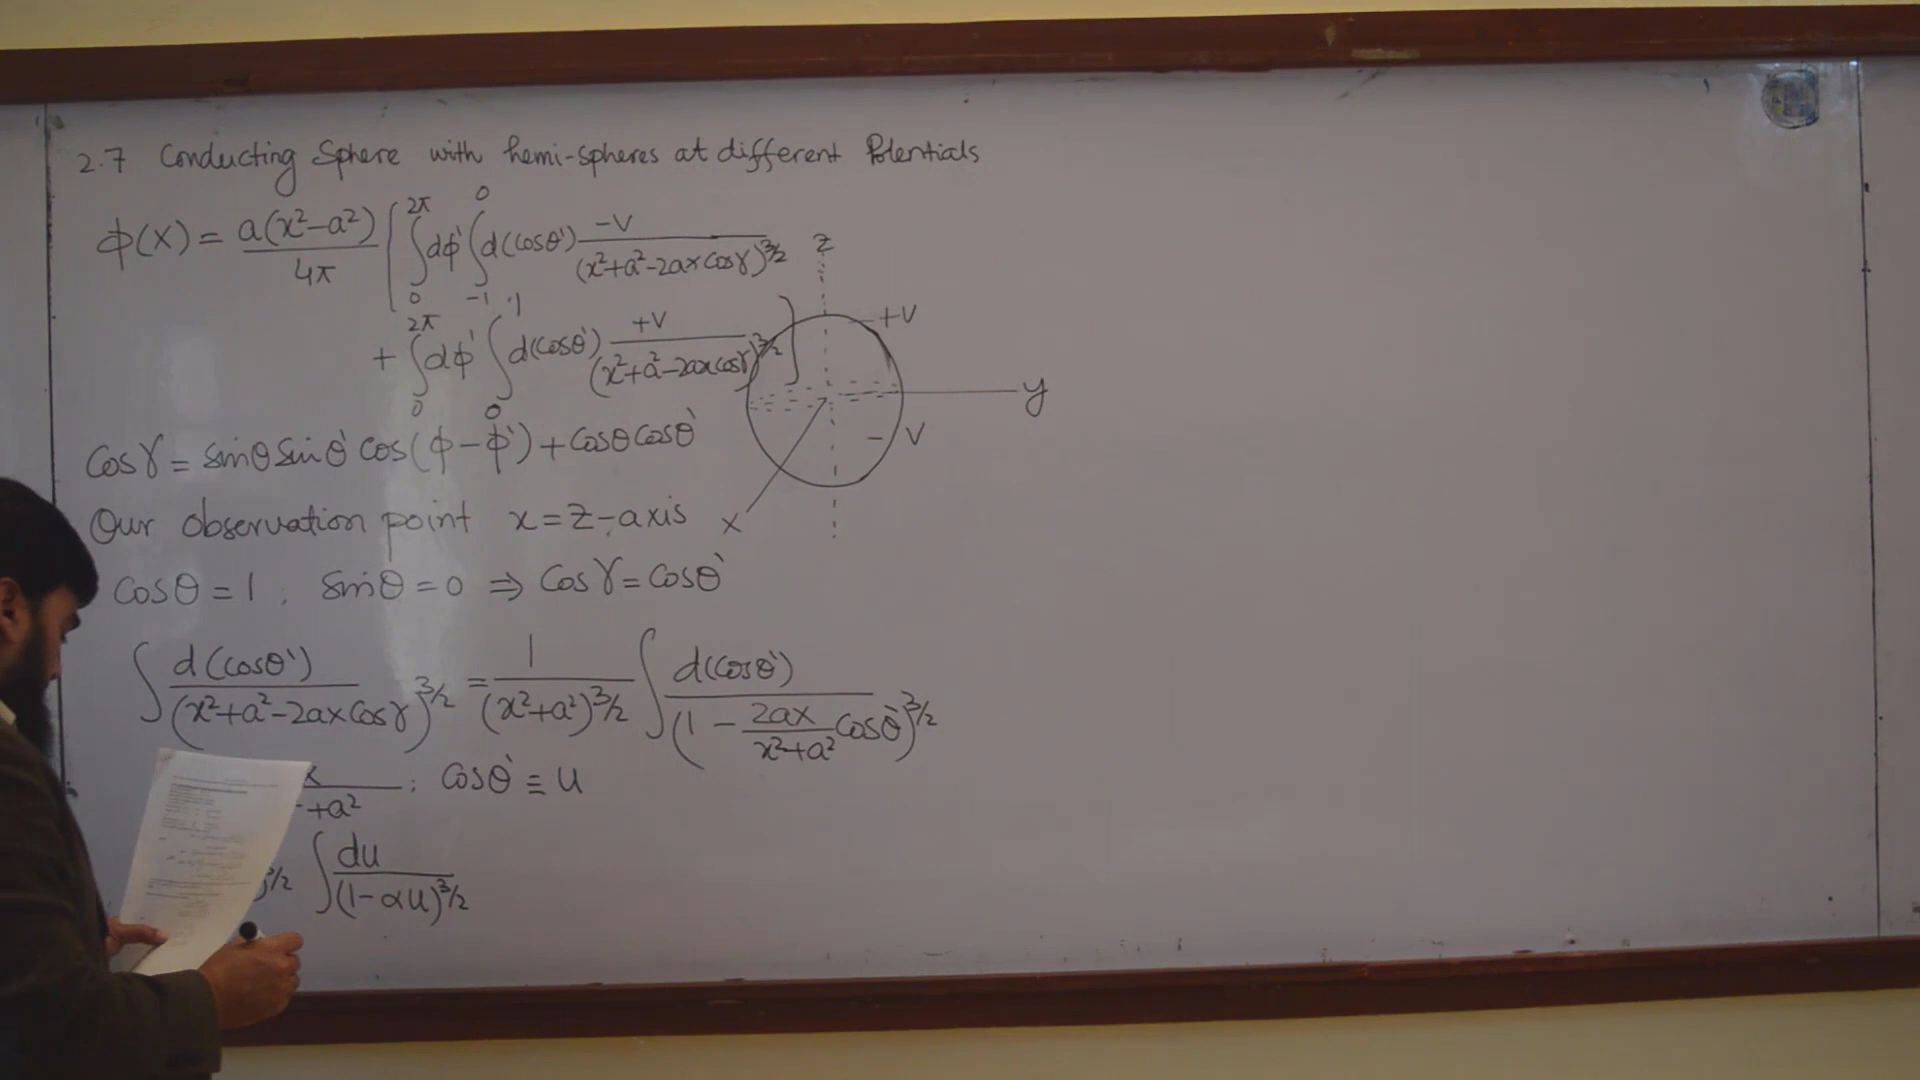 2.7 Conducting Sphere with hemi-spheres at different Potentials
ϕ(X) = a(x²-a²)/4π [ ∫₀^2π dϕ' ∫₋₁^0 d(cosθ') -V/(x²+a²-2ax cosγ)^3/2
+ ∫₀^2π dϕ' ∫₀^1 d(cosθ') +V/(x²+a²-2ax cosγ)^3/2 ]
z
+V
y
- V
x
Cosγ = sinθ sinθ' cos(ϕ-ϕ') + cosθ cosθ'
Our observation point x = z-axis
Cosθ = 1 , sinθ = 0 ⇒ Cosγ = Cosθ'
∫ d(cosθ')/(x²+a²-2ax cosγ)^3/2 = 1/(x²+a²)^3/2 ∫ d(cosθ')/(1 - 2ax/x²+a² Cosθ')^3/2
+a² ; Cosθ' ≡ u
)^3/2 ∫ du/(1-αu)^3/2